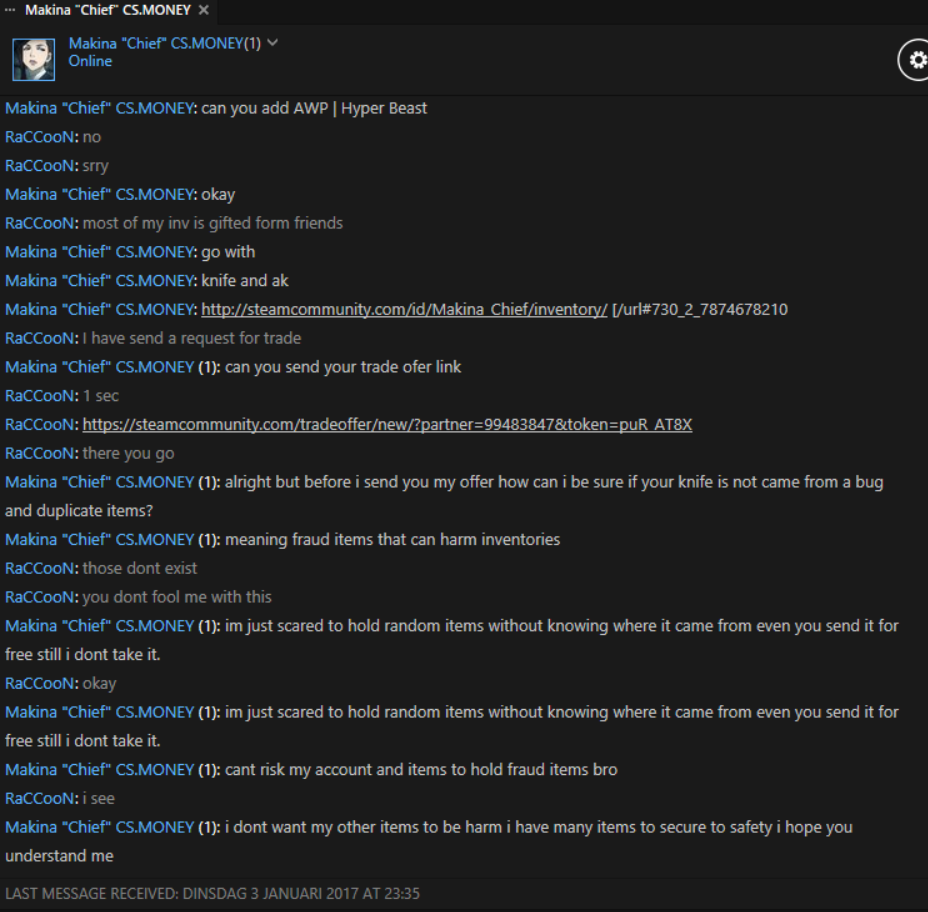 Makina "Chief" CS.MONEY ×
Makina "Chief" CS.MONEY(1)
Online
Makina "Chief" CS.MONEY: can you add AWP | Hyper Beast
RaCCooN: no
RaCCooN: srry
Makina "Chief" CS.MONEY: okay
RaCCooN: most of my inv is gifted form friends
Makina "Chief" CS.MONEY: go with
Makina "Chief" CS.MONEY: knife and ak
Makina "Chief" CS.MONEY: http://steamcommunity.com/id/Makina_Chief/inventory/ [/url#730_2_7874678210
RaCCooN: I have send a request for trade
Makina "Chief" CS.MONEY (1): can you send your trade ofer link
RaCCooN: 1 sec
RaCCooN: https://steamcommunity.com/tradeoffer/new/?partner=99483847&token=puR_AT8X
RaCCooN: there you go
Makina "Chief" CS.MONEY (1): alright but before i send you my offer how can i be sure if your knife is not came from a bug
and duplicate items?
Makina "Chief" CS.MONEY (1): meaning fraud items that can harm inventories
RaCCooN: those dont exist
RaCCooN: you dont fool me with this
Makina "Chief" CS.MONEY (1): im just scared to hold random items without knowing where it came from even you send it for
free still i dont take it.
RaCCooN: okay
Makina "Chief" CS.MONEY (1): im just scared to hold random items without knowing where it came from even you send it for
free still i dont take it.
Makina "Chief" CS.MONEY (1): cant risk my account and items to hold fraud items bro
RaCCooN: i see
Makina "Chief" CS.MONEY (1): i dont want my other items to be harm i have many items to secure to safety i hope you
understand me
LAST MESSAGE RECEIVED: DINSDAG 3 JANUARI 2017 AT 23:35